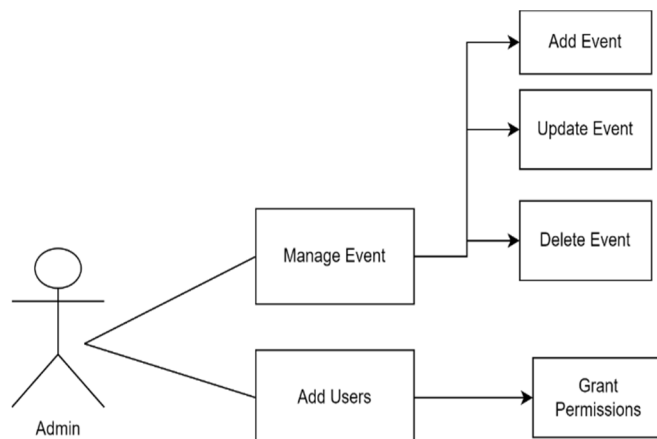 Add Event
Update Event
Manage Event
Delete Event
Add Users
Grant
Permissions
Admin